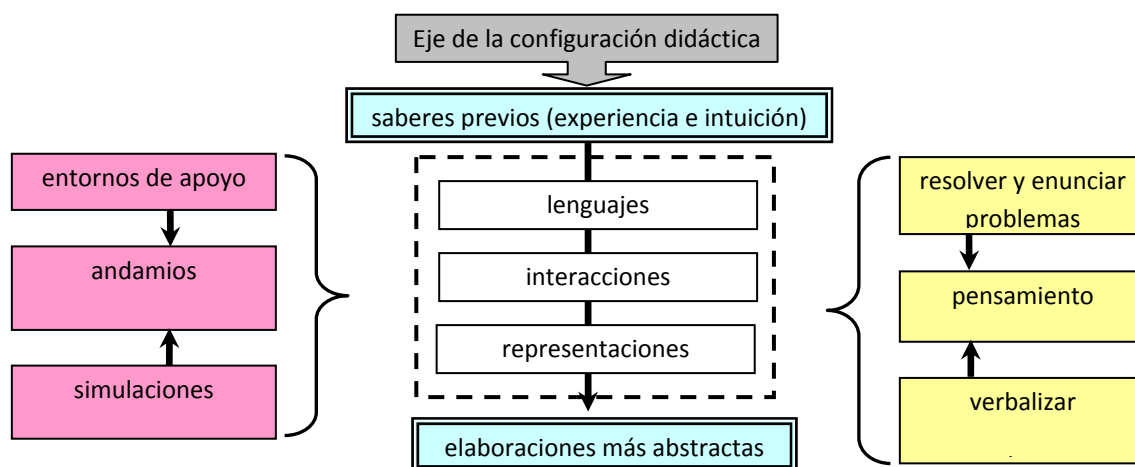 Eje de la configuración didáctica
saberes previos (experiencia e intuición)
entornos de apoyo
andamios
simulaciones
lenguajes
interacciones
representaciones
elaboraciones más abstractas
resolver y enunciar
problemas
pensamiento
verbalizar